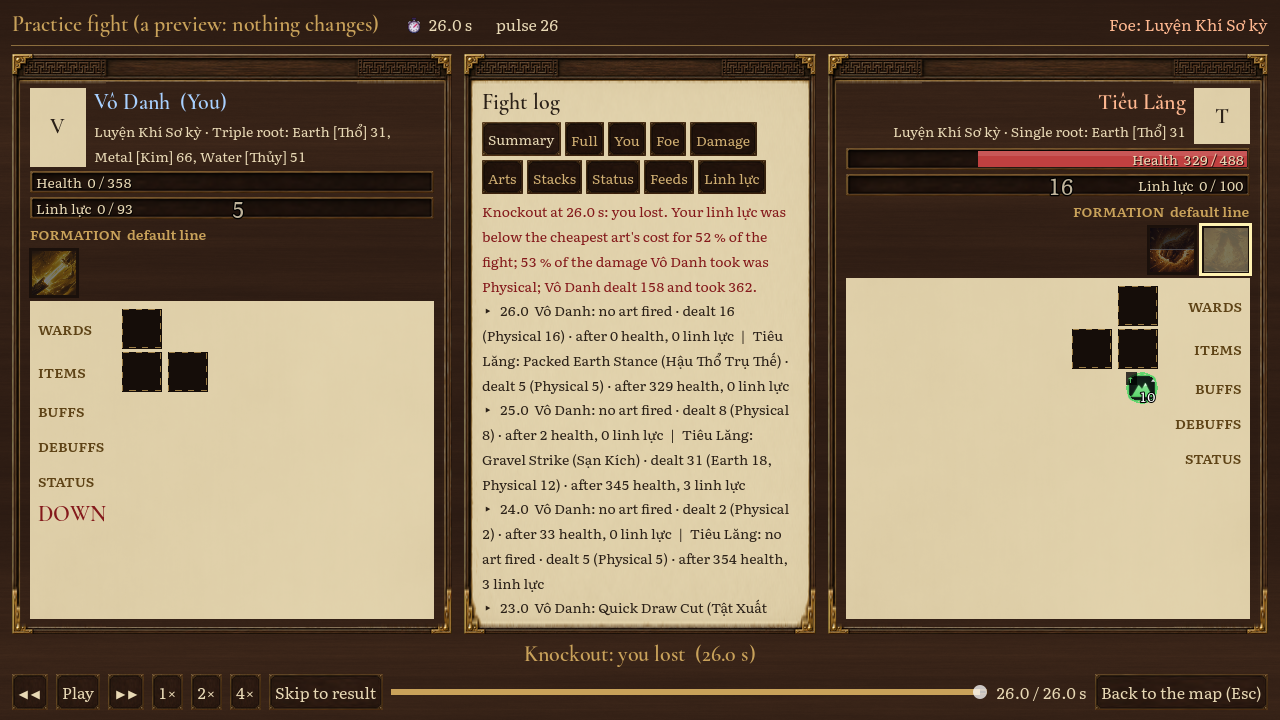 Practice fight (a preview: nothing changes)
26.0 s
pulse 26
Foe: Luyện Khí Sơ kỳ
V
Vô Danh (You)
Luyện Khí Sơ kỳ · Triple root: Earth [Thổ] 31,
Metal [Kim] 66, Water [Thủy] 51
Health 0 / 358
Linh lực 0 / 93
5
FORMATION default line
WARDS
ITEMS
BUFFS
DEBUFFS
STATUS
DOWN
Fight log
Summary
Full
You
Foe
Damage
Arts
Stacks
Status
Feeds
Linh lực
Knockout at 26.0 s: you lost. Your linh lực was
below the cheapest art's cost for 52 % of the
fight; 53 % of the damage Vô Danh took was
Physical; Vô Danh dealt 158 and took 362.
‣ 26.0 Vô Danh: no art fired · dealt 16
(Physical 16) · after 0 health, 0 linh lực | Tiêu
Lăng: Packed Earth Stance (Hậu Thổ Trụ Thế) ·
dealt 5 (Physical 5) · after 329 health, 0 linh lực
‣ 25.0 Vô Danh: no art fired · dealt 8 (Physical
8) · after 2 health, 0 linh lực | Tiêu Lăng:
Gravel Strike (Sạn Kích) · dealt 31 (Earth 18,
Physical 12) · after 345 health, 3 linh lực
‣ 24.0 Vô Danh: no art fired · dealt 2 (Physical
2) · after 33 health, 0 linh lực | Tiêu Lăng: no
art fired · dealt 5 (Physical 5) · after 354 health,
3 linh lực
‣ 23.0 Vô Danh: Quick Draw Cut (Tật Xuất
Tiêu Lăng
T
Luyện Khí Sơ kỳ · Single root: Earth [Thổ] 31
Health 329 / 488
16
Linh lực 0 / 100
FORMATION default line
WARDS
ITEMS
10
BUFFS
DEBUFFS
STATUS
Knockout: you lost (26.0 s)
◂◂
Play
▸▸
1×
2×
4×
Skip to result
26.0 / 26.0 s
Back to the map (Esc)